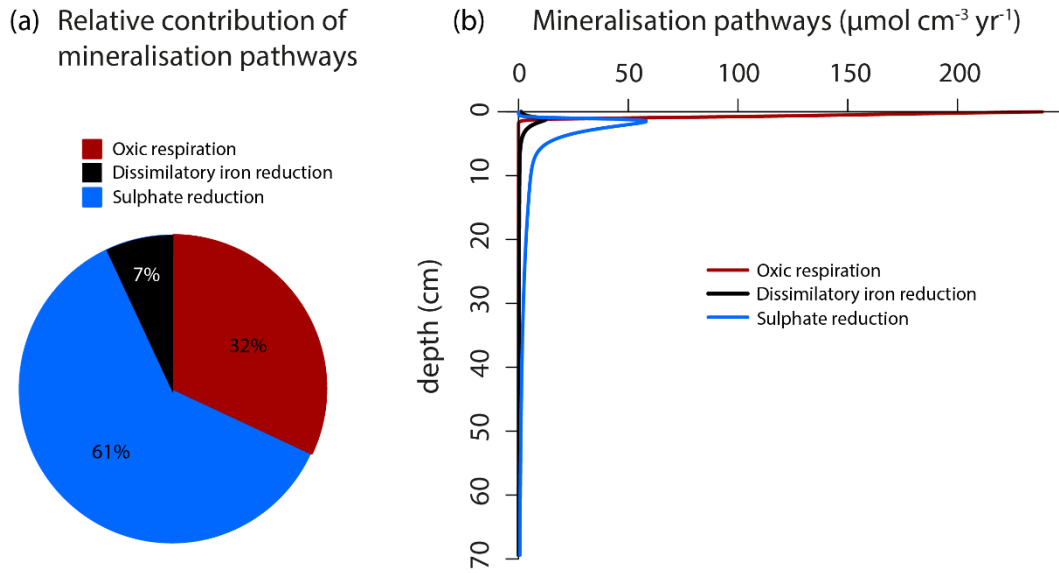 (a) Relative contribution of
mineralisation pathways
Oxic respiration
Dissimilatory iron reduction
Sulphate reduction
7%
32%
61%
(b) Mineralisation pathways (μmol cm⁻³ yr⁻¹)
0 50 100 150 200
0
10
20
30
40
50
60
70
depth (cm)
Oxic respiration
Dissimilatory iron reduction
Sulphate reduction